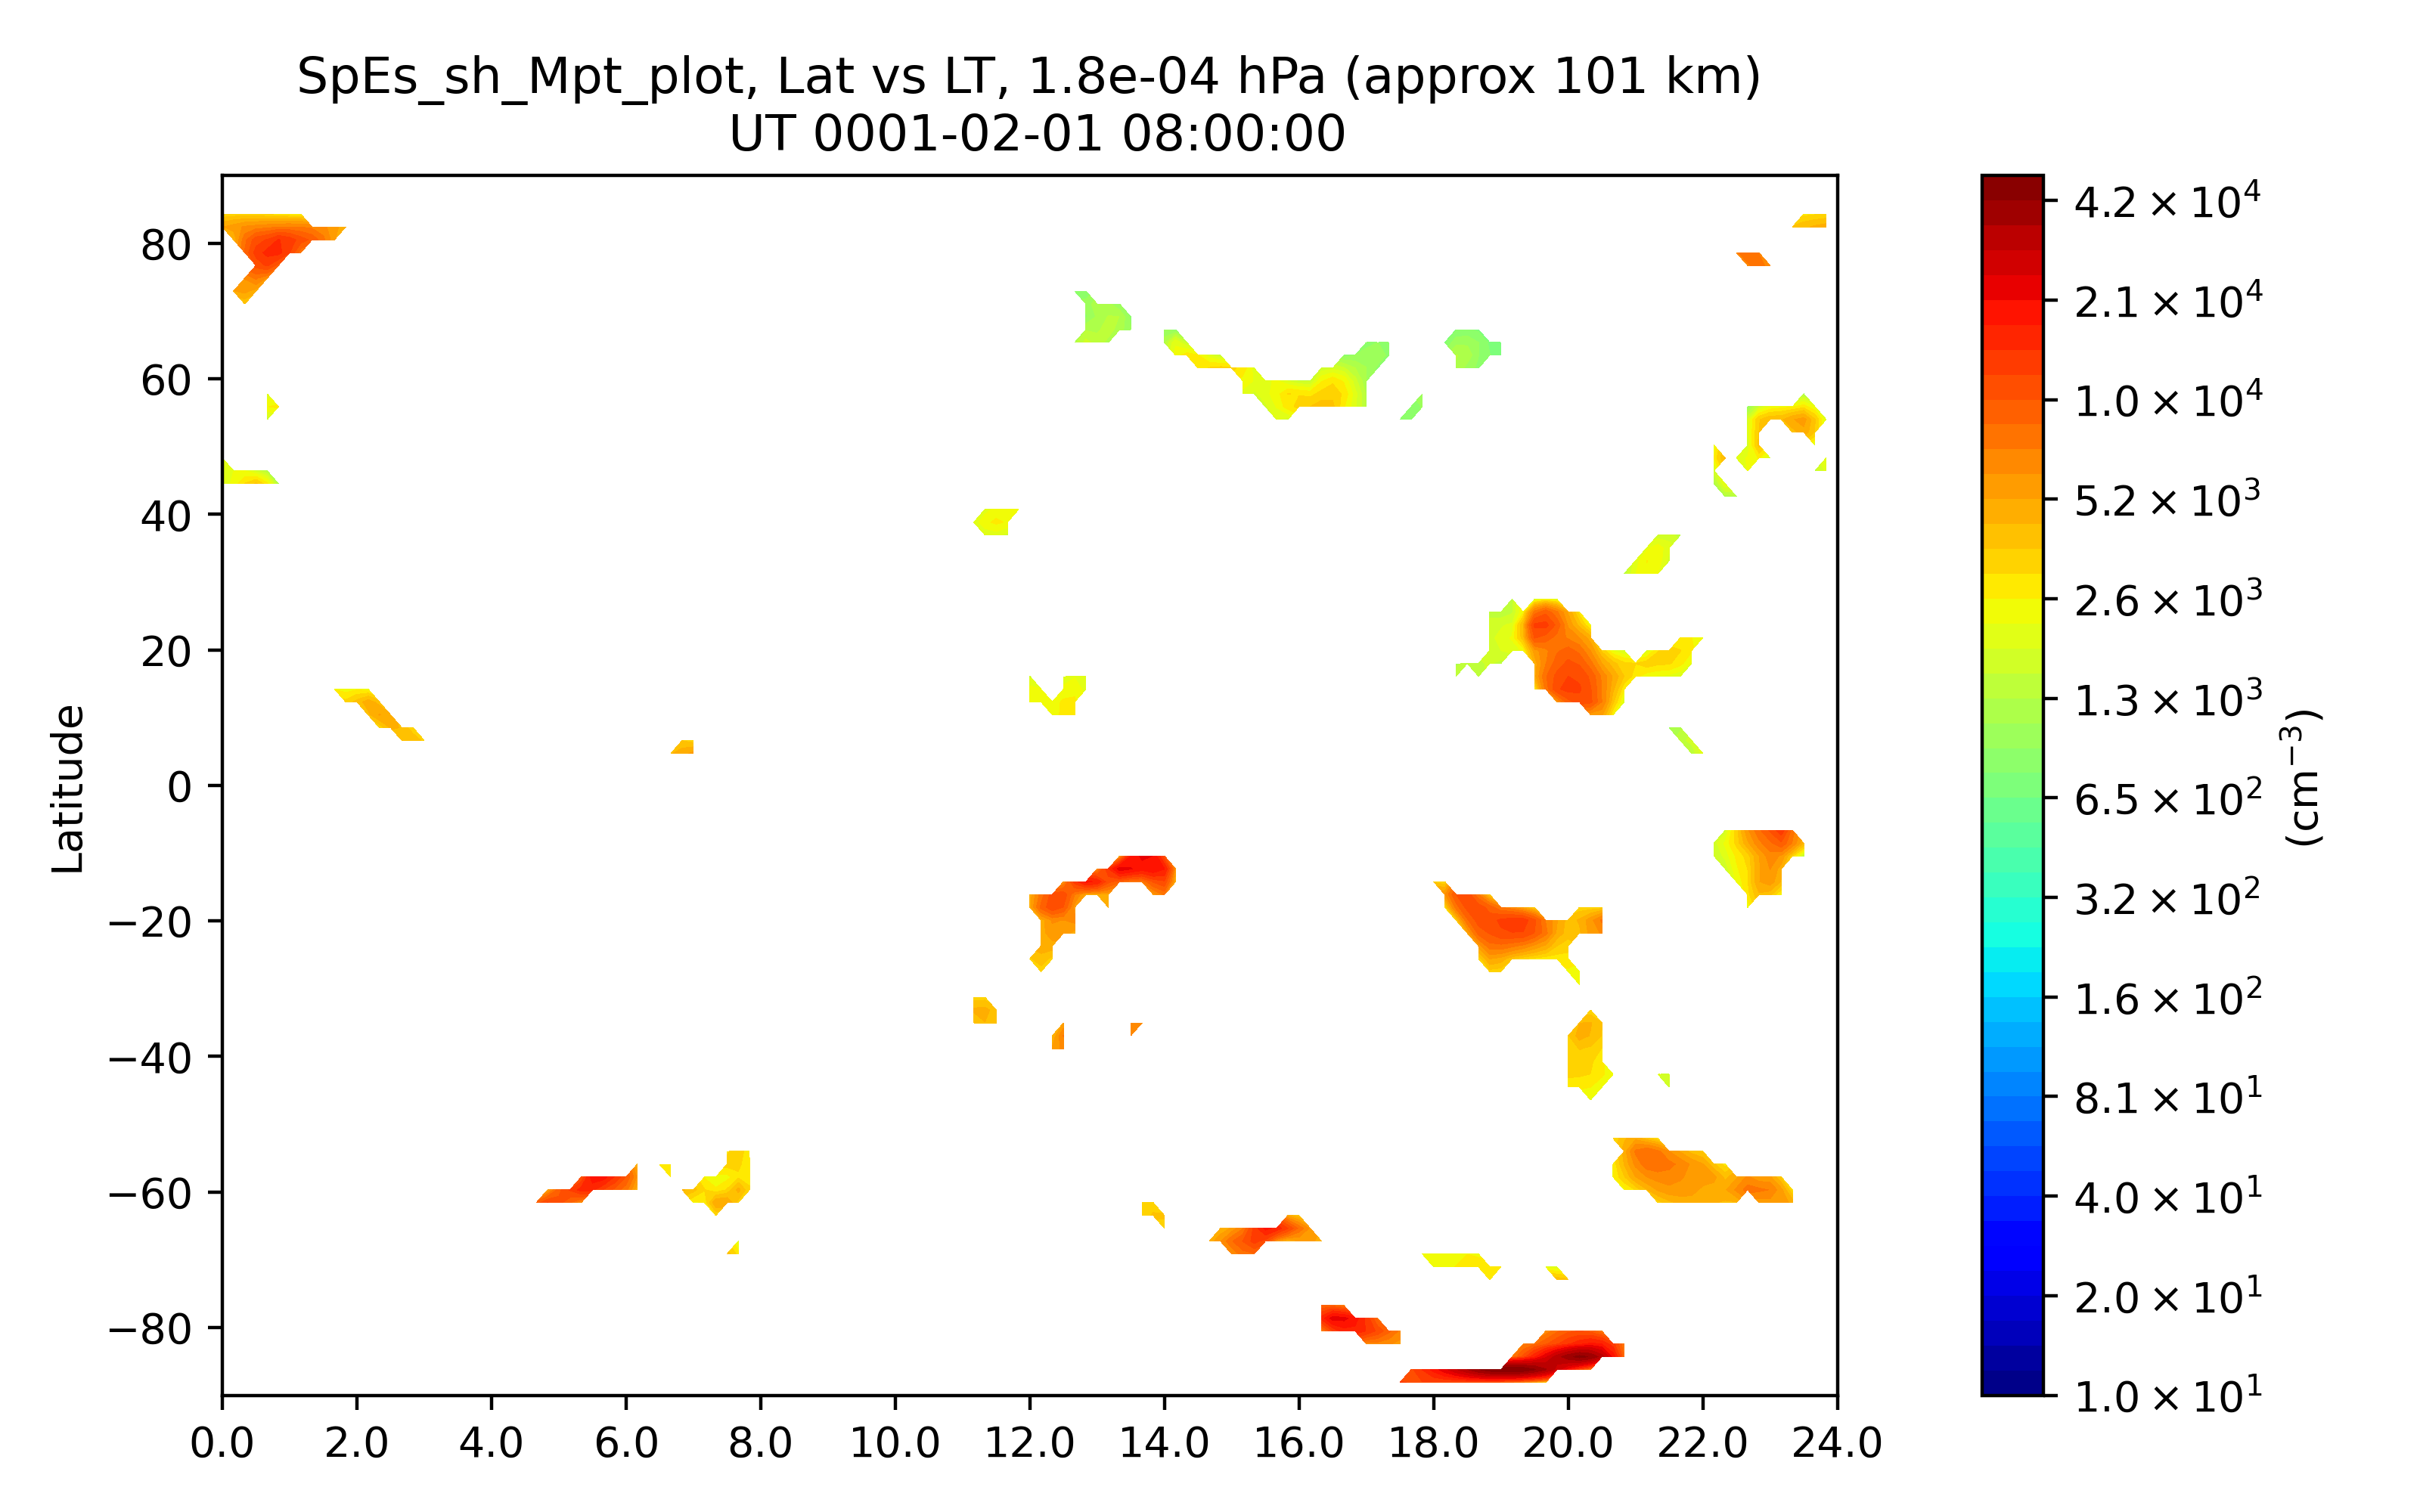 SpEs_sh_Mpt_plot, Lat vs LT, 1.8e-04 hPa (approx 101 km)
UT 0001-02-01 08:00:00
Latitude
80
60
40
20
0
−20
−40
−60
−80
0.0 2.0 4.0 6.0 8.0 10.0 12.0 14.0 16.0 18.0 20.0 22.0 24.0
4.2 × 10⁴
2.1 × 10⁴
1.0 × 10⁴
5.2 × 10³
2.6 × 10³
1.3 × 10³
6.5 × 10²
3.2 × 10²
1.6 × 10²
8.1 × 10¹
4.0 × 10¹
2.0 × 10¹
1.0 × 10¹
(cm⁻³)